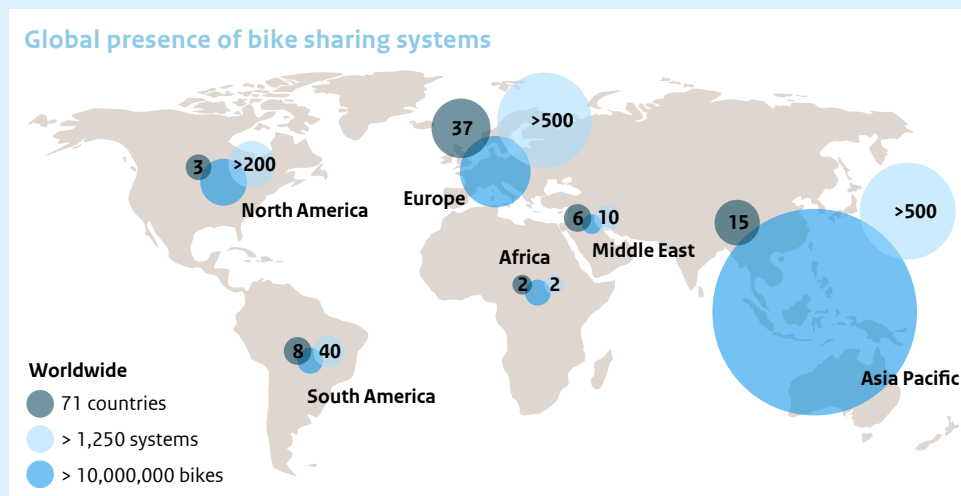 Global presence of bike sharing systems
37
>500
3
>200
Europe
North America
6
10
15
>500
Middle East
Africa
2
2
8
40
South America
Asia Pacific
Worldwide
71 countries
> 1,250 systems
> 10,000,000 bikes